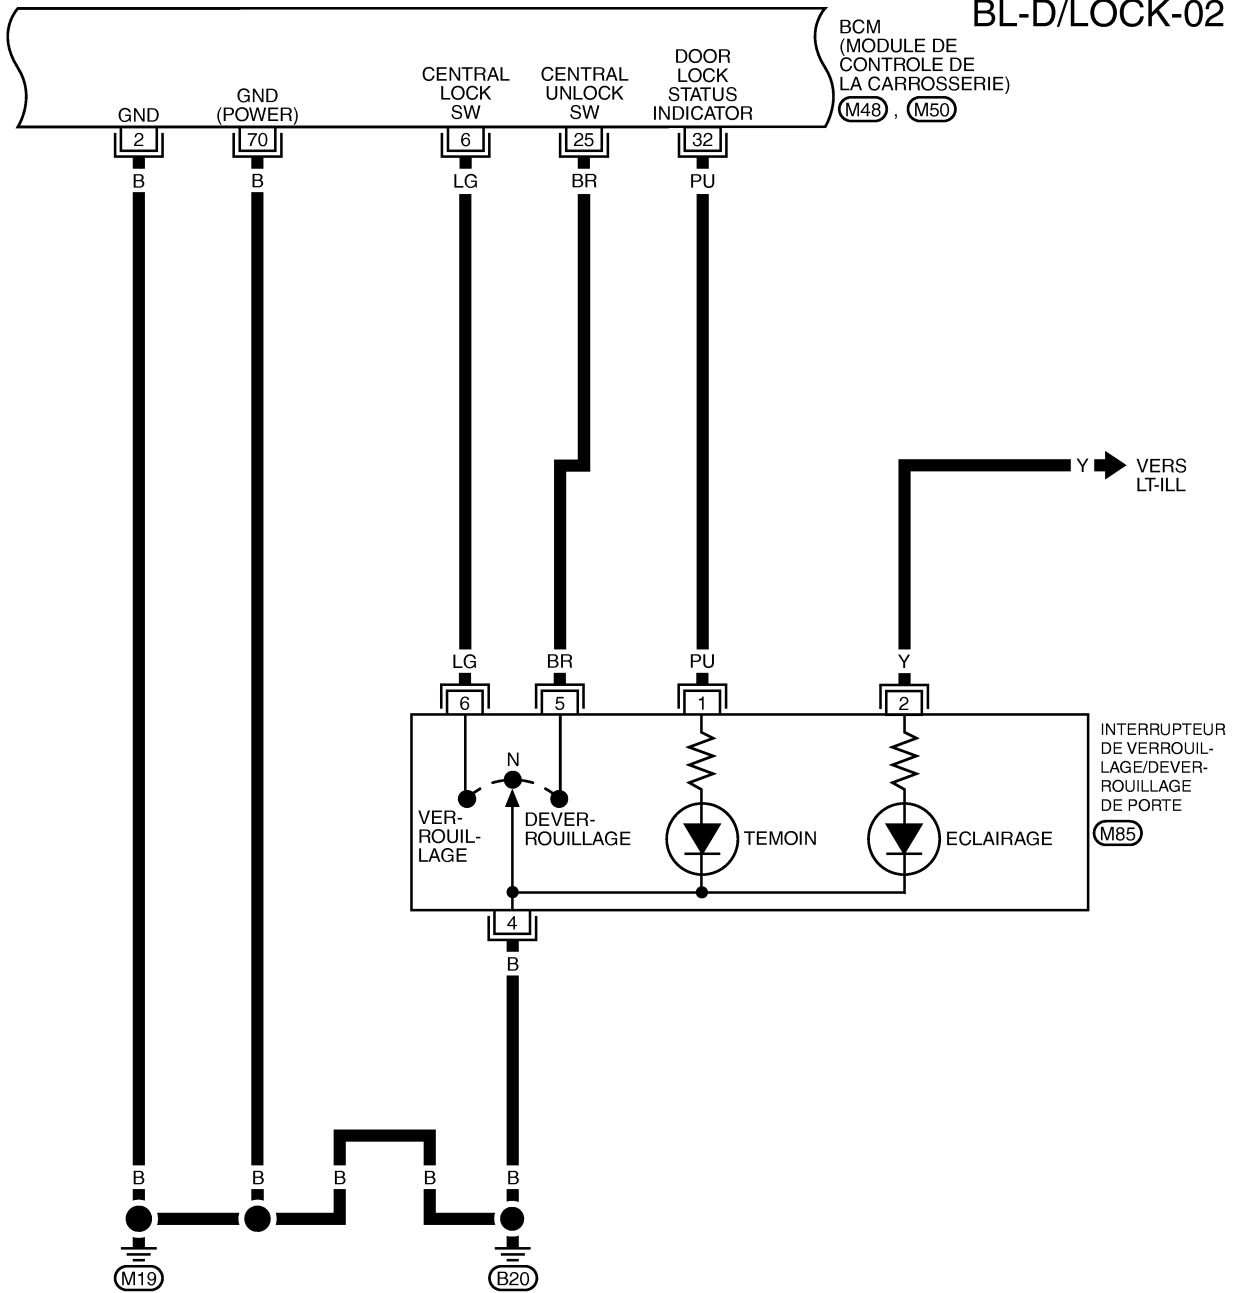 BL-D/LOCK-02
BCM
(MODULE DE
CONTROLE DE
LA CARROSSERIE)
M48 , M50
GND
GND
(POWER)
CENTRAL
LOCK
SW
CENTRAL
UNLOCK
SW
DOOR
LOCK
STATUS
INDICATOR
2
70
6
25
32
B
B
LG
BR
PU
Y
VERS
LT-ILL
LG
BR
PU
Y
6
5
1
2
INTERRUPTEUR
DE VERROUIL-
LAGE/DEVER-
ROUILLAGE
DE PORTE
M85
N
VER-
ROUIL-
LAGE
DEVER-
ROUILLAGE
TEMOIN
ECLAIRAGE
4
B
B
B
B
B
B
M19
B20